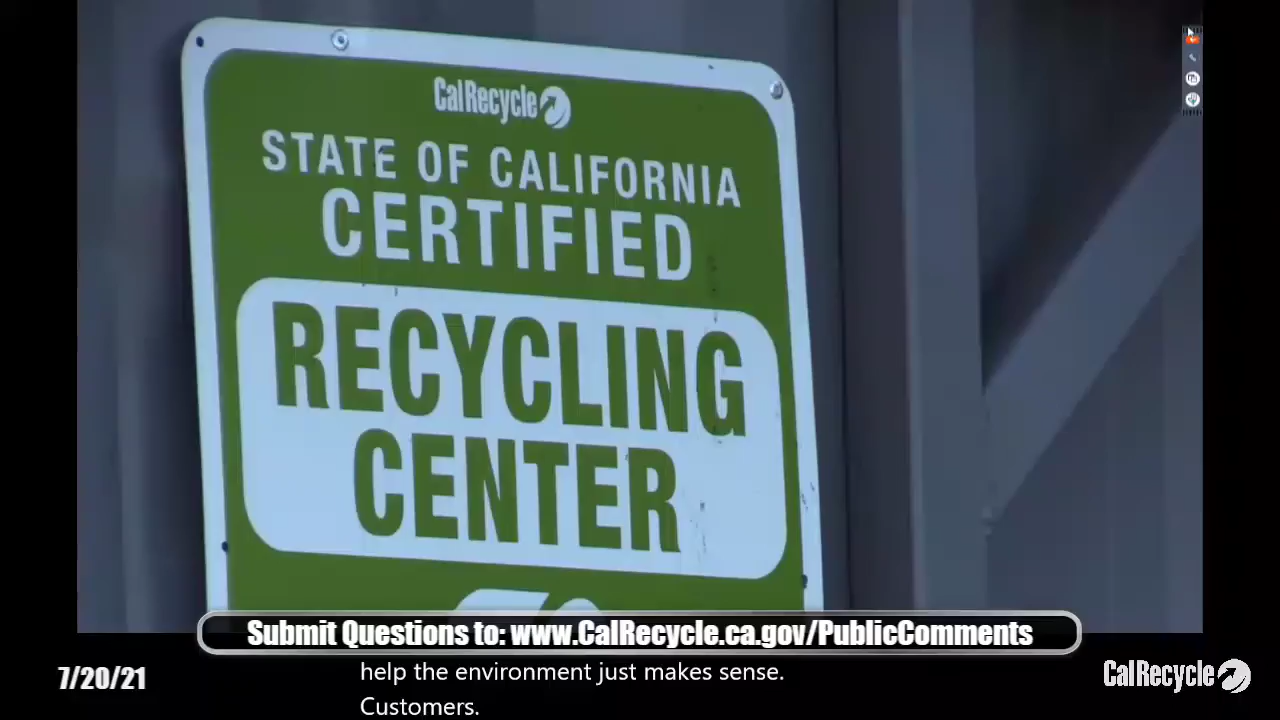 CalRecycle
STATE OF CALIFORNIA
CERTIFIED
RECYCLING
CENTER
Submit Questions to: www.CalRecycle.ca.gov/PublicComments
7/20/21
help the environment just makes sense.
Customers.
CalRecycle